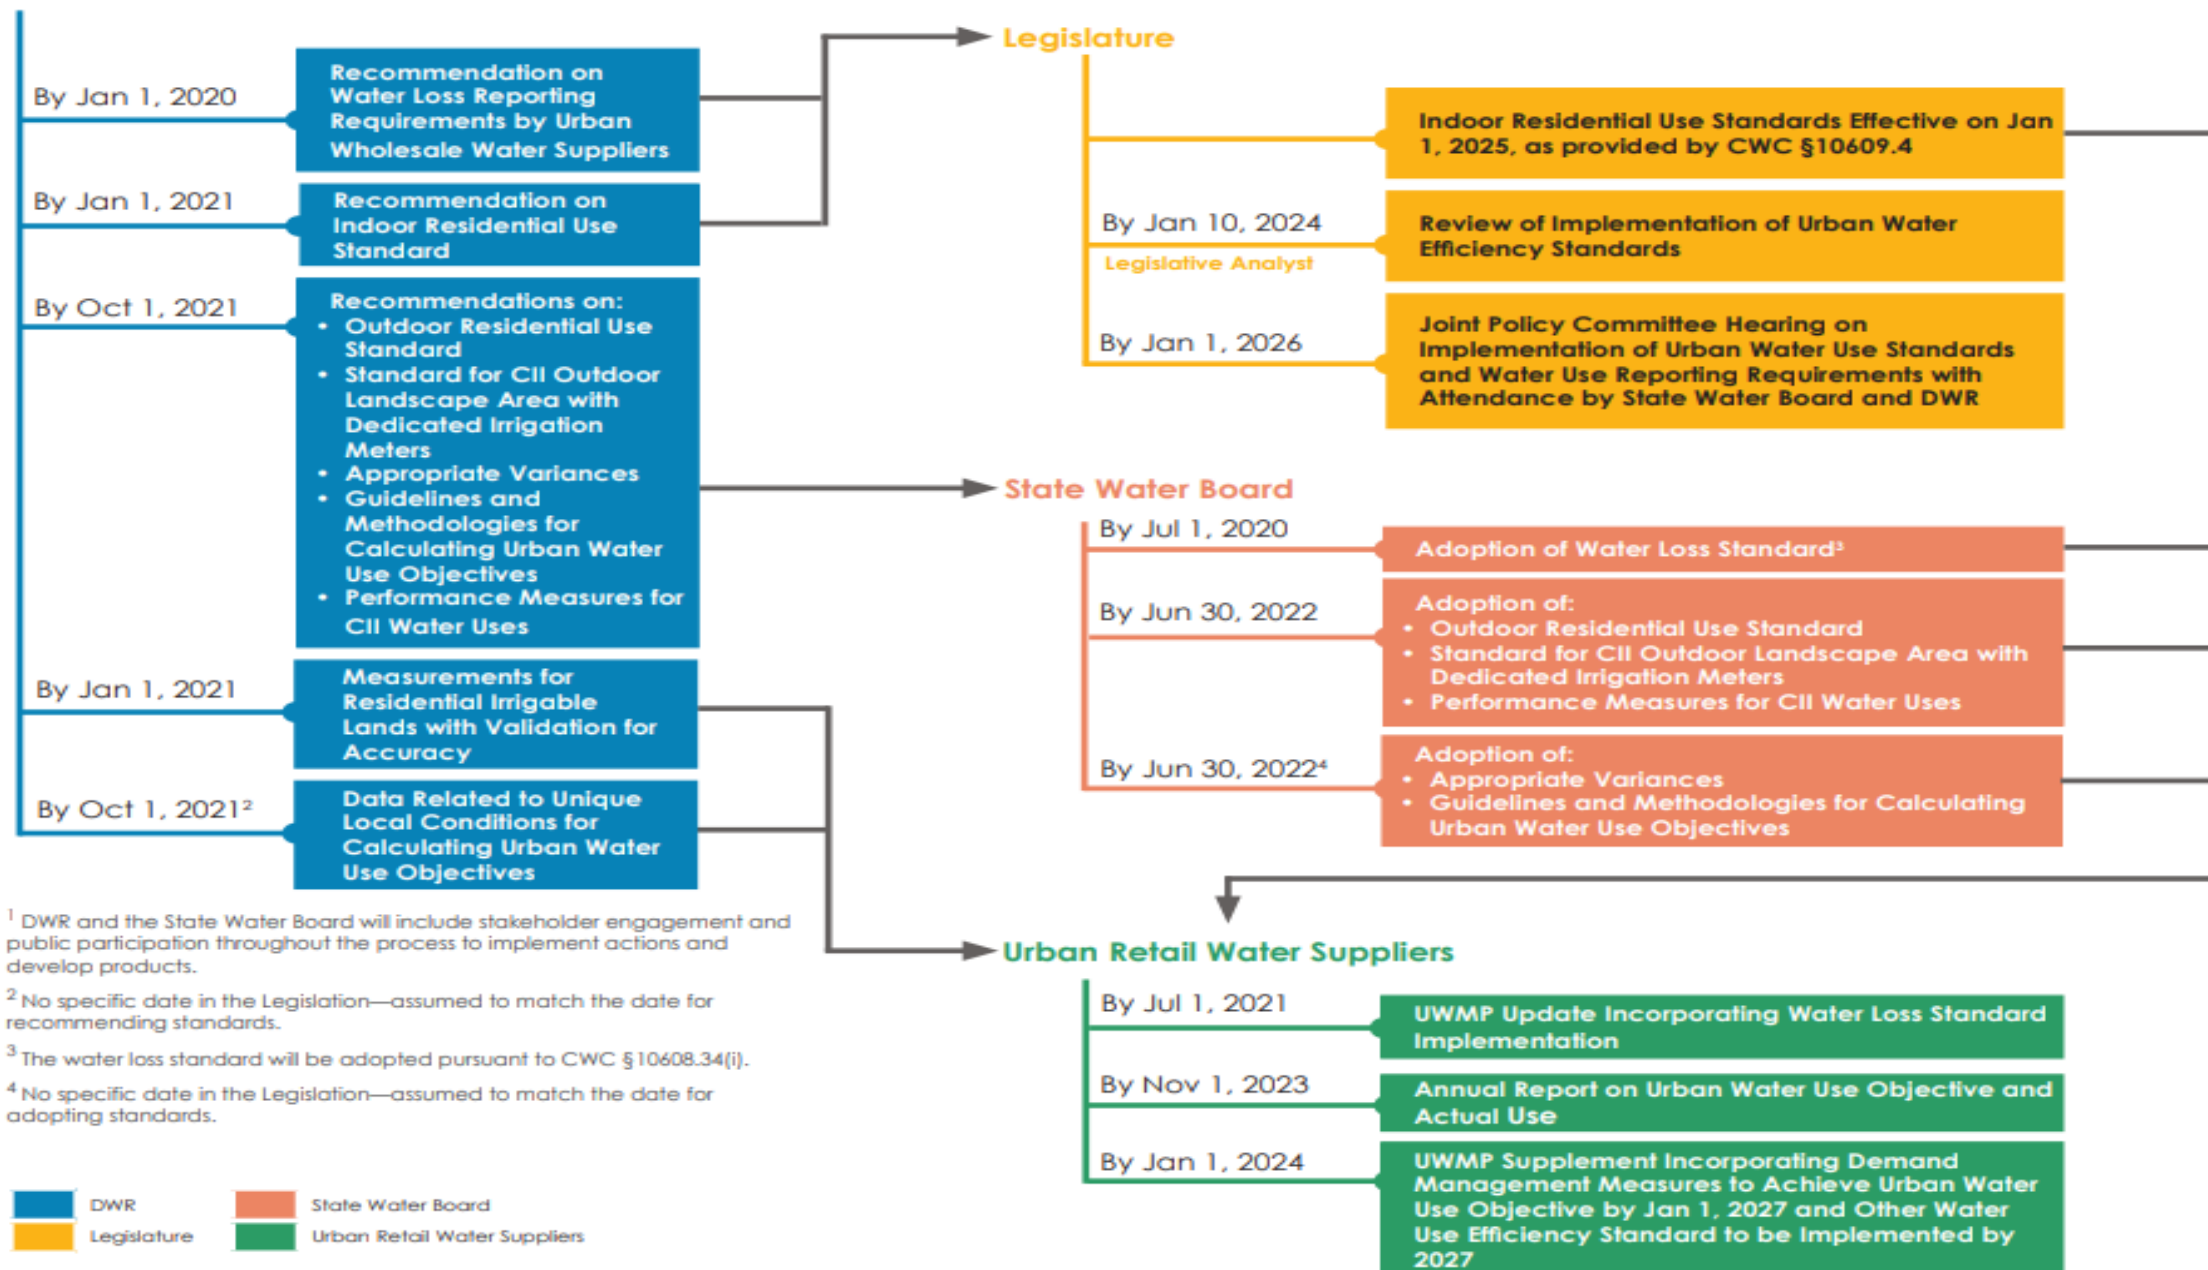 By Jan 1, 2020
Recommendation on
Water Loss Reporting
Requirements by Urban
Wholesale Water Suppliers
By Jan 1, 2021
Recommendation on
Indoor Residential Use
Standard
By Oct 1, 2021
Recommendations on:
• Outdoor Residential Use
Standard
• Standard for CII Outdoor
Landscape Area with
Dedicated Irrigation
Meters
• Appropriate Variances
• Guidelines and
Methodologies for
Calculating Urban Water
Use Objectives
• Performance Measures for
CII Water Uses
By Jan 1, 2021
Measurements for
Residential Irrigable
Lands with Validation for
Accuracy
By Oct 1, 2021²
Data Related to Unique
Local Conditions for
Calculating Urban Water
Use Objectives
Legislature
Indoor Residential Use Standards Effective on Jan
1, 2025, as provided by CWC §10609.4
By Jan 10, 2024
Legislative Analyst
Review of Implementation of Urban Water
Efficiency Standards
By Jan 1, 2026
Joint Policy Committee Hearing on
Implementation of Urban Water Use Standards
and Water Use Reporting Requirements with
Attendance by State Water Board and DWR
State Water Board
By Jul 1, 2020
Adoption of Water Loss Standard³
By Jun 30, 2022
Adoption of:
• Outdoor Residential Use Standard
• Standard for CII Outdoor Landscape Area with
Dedicated Irrigation Meters
• Performance Measures for CII Water Uses
By Jun 30, 2022⁴
Adoption of:
• Appropriate Variances
• Guidelines and Methodologies for Calculating
Urban Water Use Objectives
Urban Retail Water Suppliers
By Jul 1, 2021
UWMP Update Incorporating Water Loss Standard
Implementation
By Nov 1, 2023
Annual Report on Urban Water Use Objective and
Actual Use
By Jan 1, 2024
UWMP Supplement Incorporating Demand
Management Measures to Achieve Urban Water
Use Objective by Jan 1, 2027 and Other Water
Use Efficiency Standard to be Implemented by
2027
¹ DWR and the State Water Board will include stakeholder engagement and
public participation throughout the process to implement actions and
develop products.
² No specific date in the Legislation—assumed to match the date for
recommending standards.
³ The water loss standard will be adopted pursuant to CWC §10608.34(i).
⁴ No specific date in the Legislation—assumed to match the date for
adopting standards.
DWR
State Water Board
Legislature
Urban Retail Water Suppliers